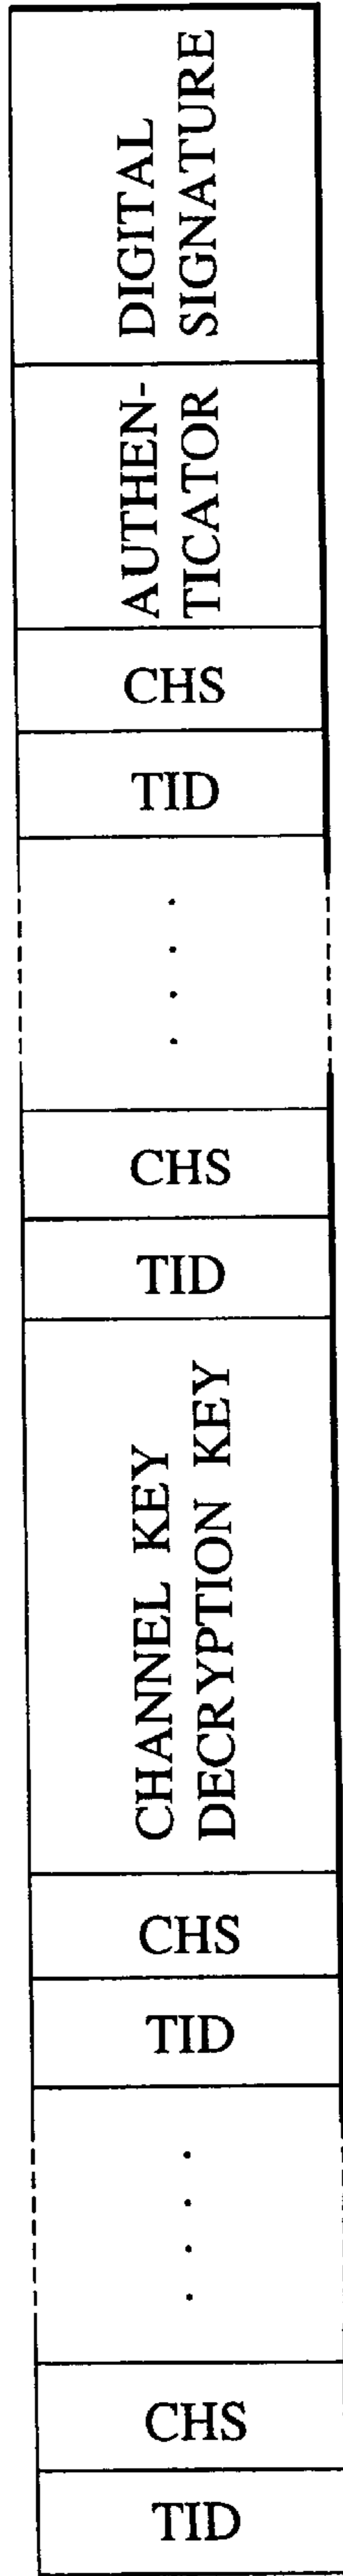 DIGITAL
SIGNATURE
AUTHEN-
TICATOR
CHS
TID
. . . .
CHS
TID
CHANNEL KEY
DECRYPTION KEY
CHS
TID
. . . .
CHS
TID